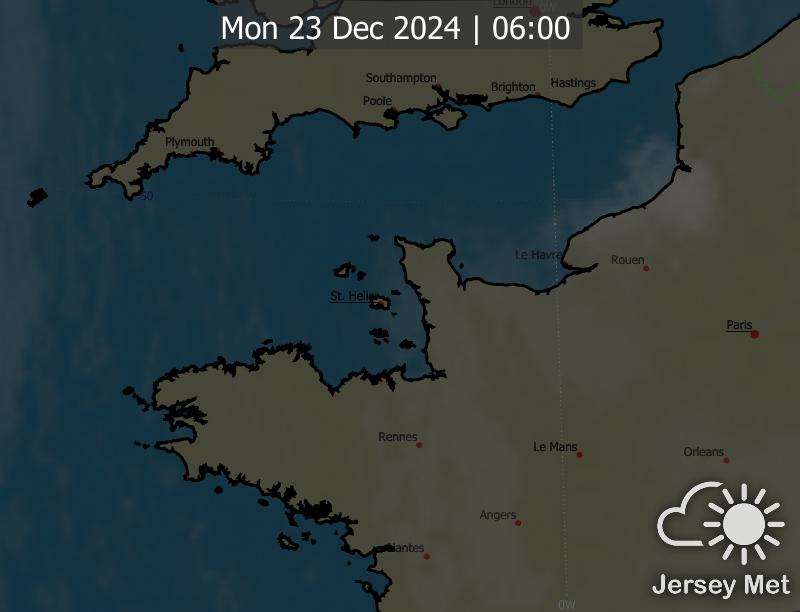 London
0W
Mon 23 Dec 2024 | 06:00
Southampton
Brighton
Hastings
Poole
Plymouth
50
Le Havre
Rouen
St. Helier
Paris
Rennes
Le Mans
Orleans
Angers
Nantes
0W
Jersey Met